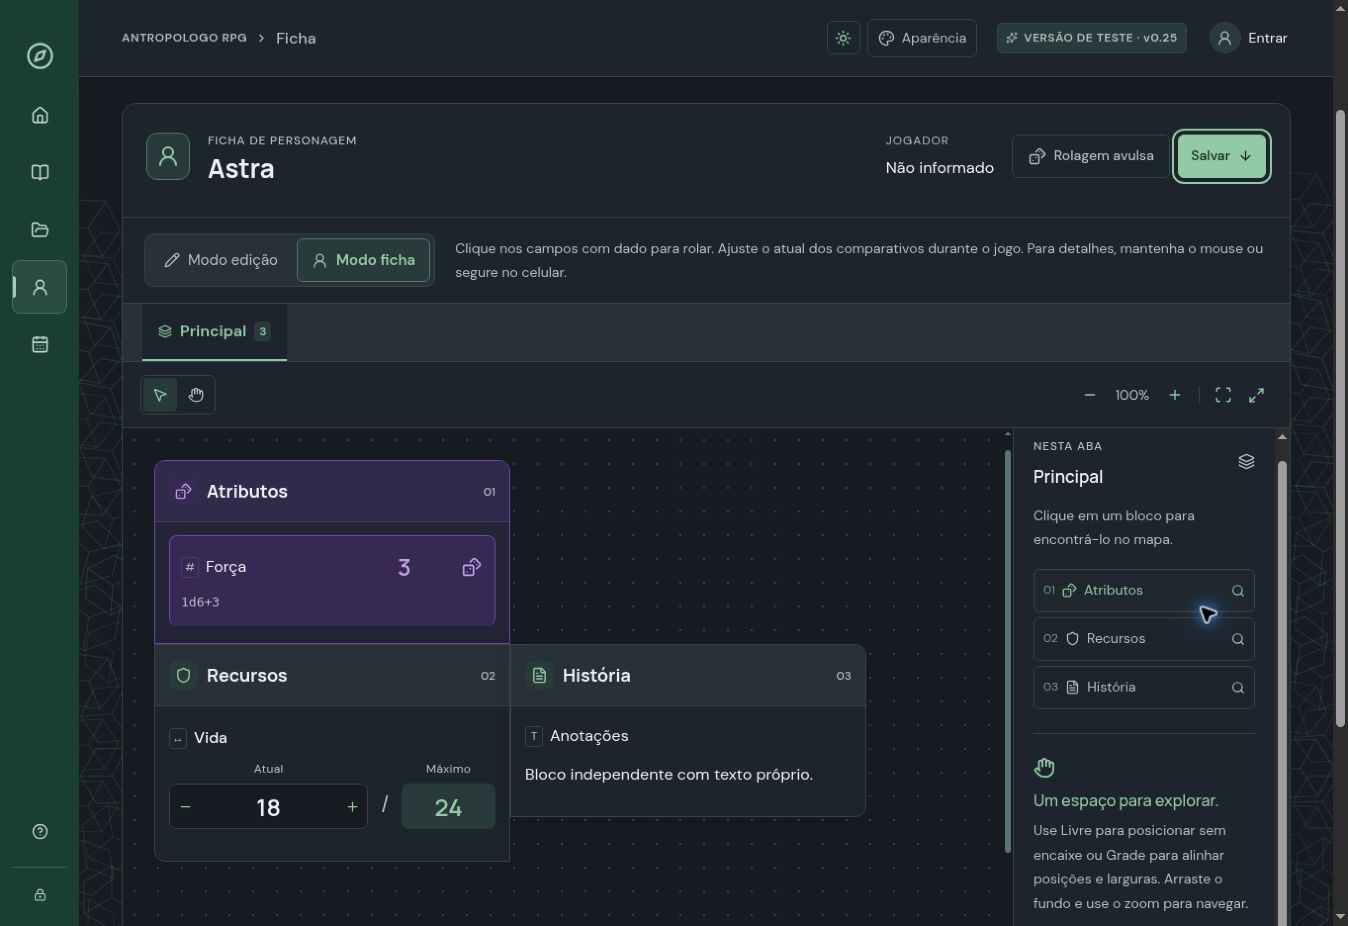 ANTROPOLOGO RPG > Ficha
Aparência
VERSÃO DE TESTE · v0.25
Entrar
FICHA DE PERSONAGEM
Astra
JOGADOR
Não informado
Rolagem avulsa
Salvar ↓
Modo edição
Modo ficha
Clique nos campos com dado para rolar. Ajuste o atual dos comparativos durante o jogo. Para detalhes, mantenha o mouse ou
segure no celular.
Principal 3
− 100% +
Atributos 01
# Força 3
1d6+3
Recursos 02
↔ Vida
Atual Máximo
− 18 + / 24
História 03
T Anotações
Bloco independente com texto próprio.
NESTA ABA
Principal
Clique em um bloco para
encontrá-lo no mapa.
01 Atributos
02 Recursos
03 História
Um espaço para explorar.
Use Livre para posicionar sem
encaixe ou Grade para alinhar
posições e larguras. Arraste o
fundo e use o zoom para navegar.